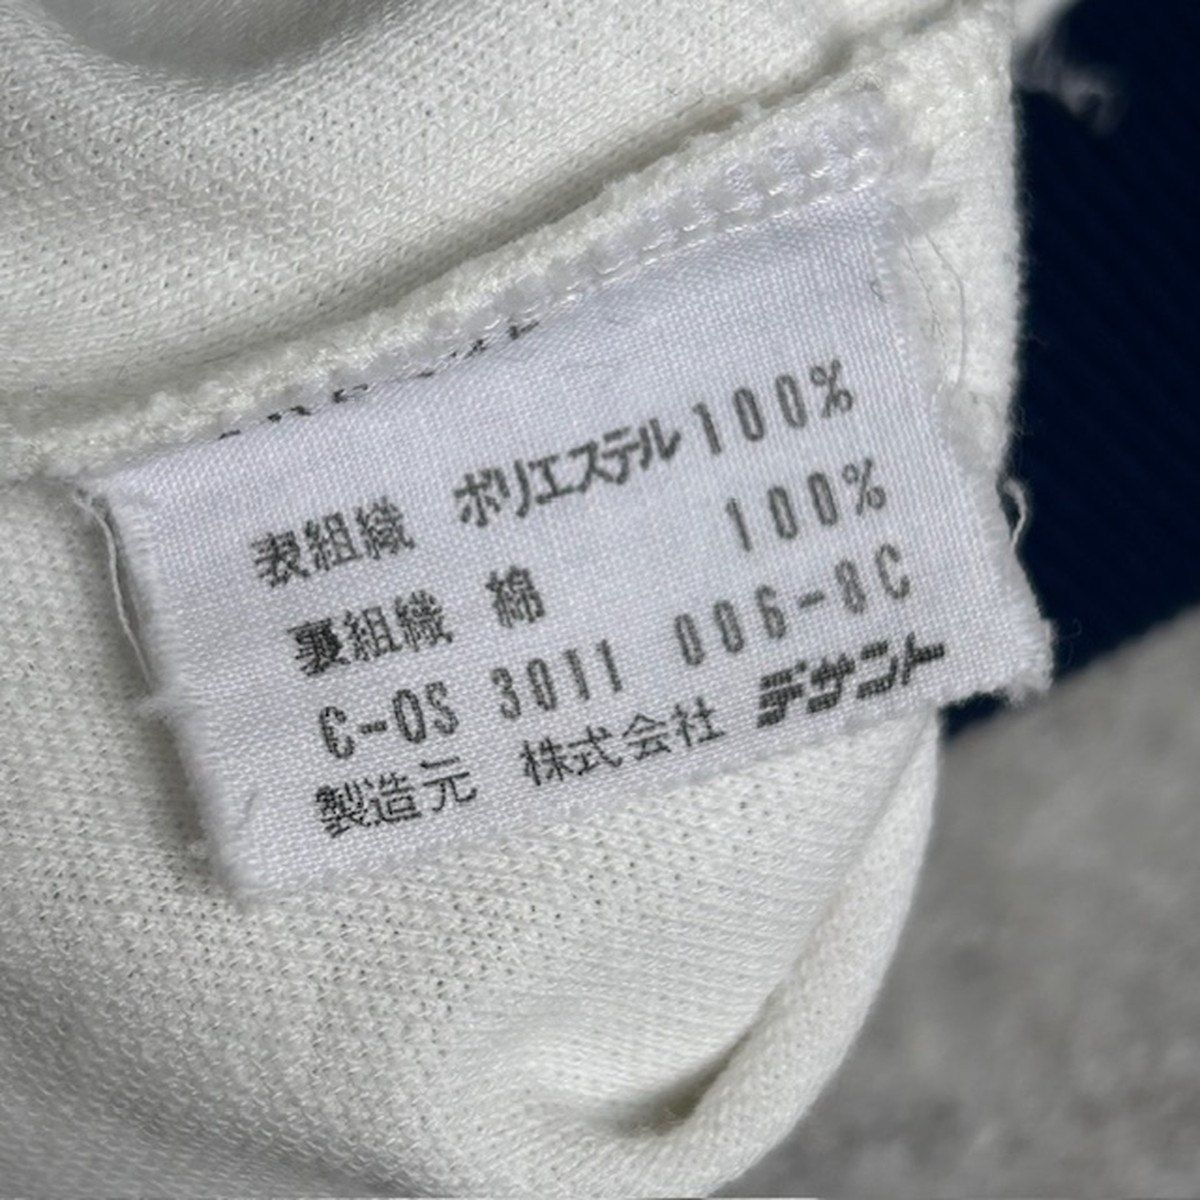 表組織 ポリエステル100%
裏組織 綿 100%
C-OS 3011 006-8C
製造元 株式会社 デサント